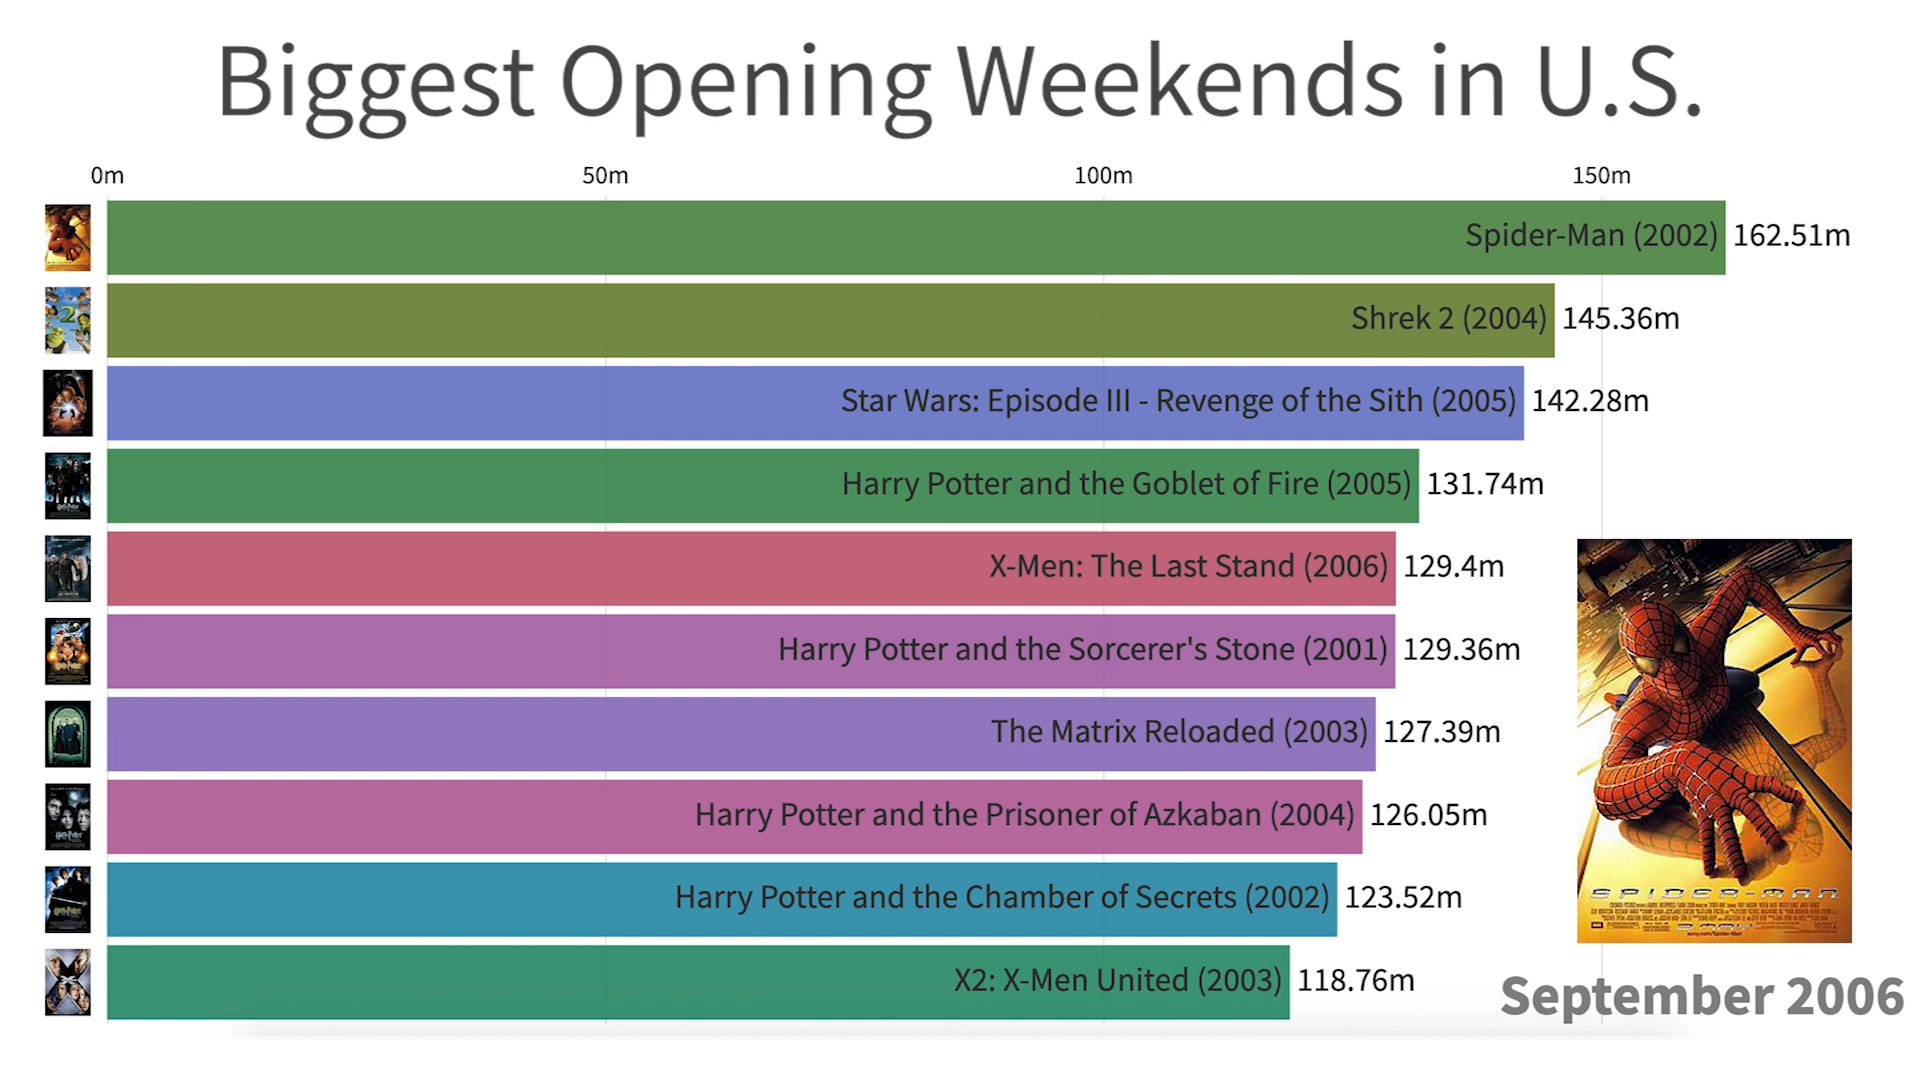 Biggest Opening Weekends in U.S.
0m 50m 100m 150m
Spider-Man (2002) 162.51m
Shrek 2 (2004) 145.36m
Star Wars: Episode III - Revenge of the Sith (2005) 142.28m
Harry Potter and the Goblet of Fire (2005) 131.74m
X-Men: The Last Stand (2006) 129.4m
Harry Potter and the Sorcerer's Stone (2001) 129.36m
The Matrix Reloaded (2003) 127.39m
Harry Potter and the Prisoner of Azkaban (2004) 126.05m
Harry Potter and the Chamber of Secrets (2002) 123.52m
X2: X-Men United (2003) 118.76m
SPIDER-MAN
September 2006